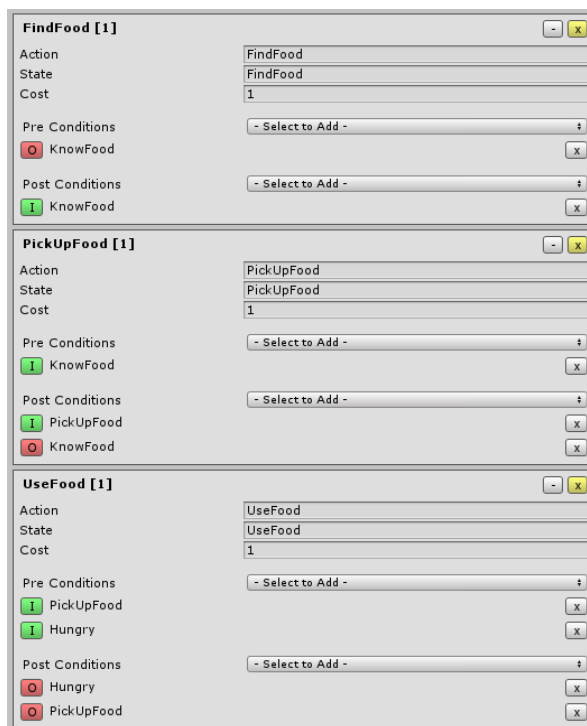 FindFood [1] - x
Action FindFood
State FindFood
Cost 1
Pre Conditions - Select to Add -
O KnowFood x
Post Conditions - Select to Add -
I KnowFood x
PickUpFood [1] - x
Action PickUpFood
State PickUpFood
Cost 1
Pre Conditions - Select to Add -
I KnowFood x
Post Conditions - Select to Add -
I PickUpFood x
O KnowFood x
UseFood [1] - x
Action UseFood
State UseFood
Cost 1
Pre Conditions - Select to Add -
I PickUpFood x
I Hungry x
Post Conditions - Select to Add -
O Hungry x
O PickUpFood x